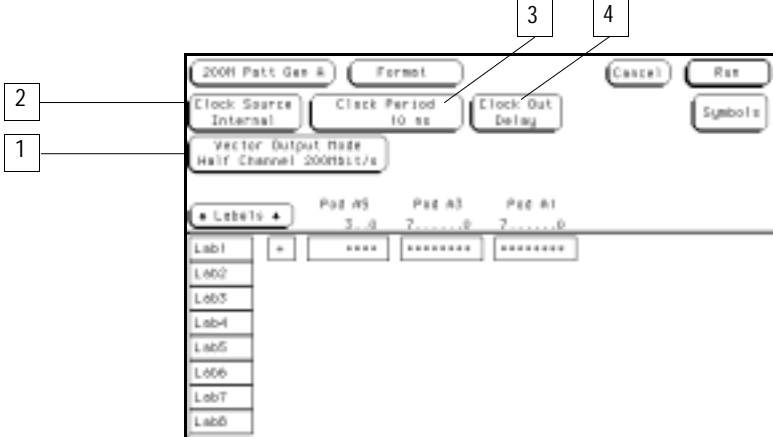 3 4
200M Patt Gen A Format Cancel Run
2
Clock Source Internal Clock Period 10 ns Clock Out Delay Symbols
1
Vector Output Mode
Half Channel 200Mbit/s
Pod A5 Pod A3 Pod A1
Labels 3..0 7......0 7......0
Lab1 + **** ******** ********
Lab2
Lab3
Lab4
Lab5
Lab6
Lab7
Lab8